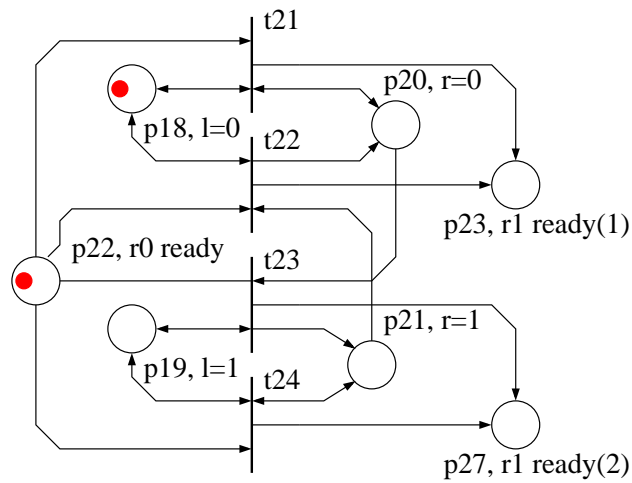 t21
p20, r=0
p18, l=0
t22
p23, r1 ready(1)
p22, r0 ready
t23
p21, r=1
p19, l=1
t24
p27, r1 ready(2)